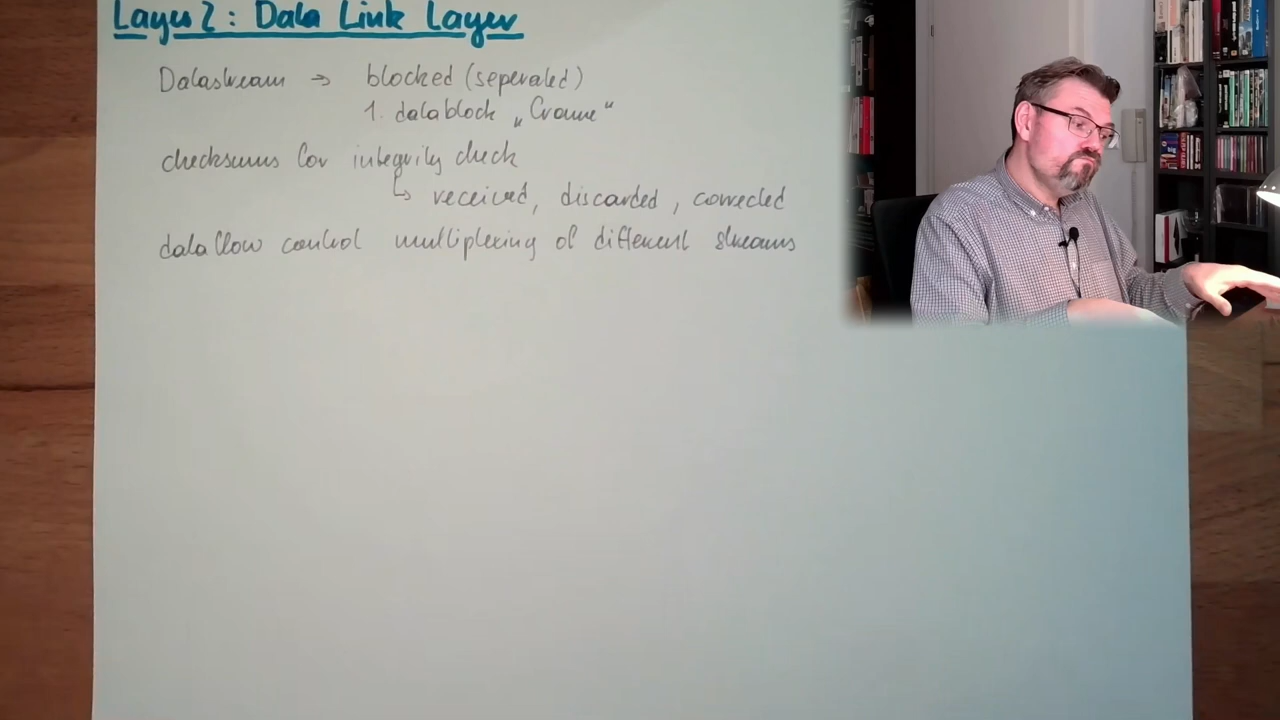 Layer 2: Data Link Layer
Datastream → blocked (seperated)
1. datablock „Frame“
checksums for integrity check
↳ received, discarded, corrected
dataflow control multiplexing of different streams